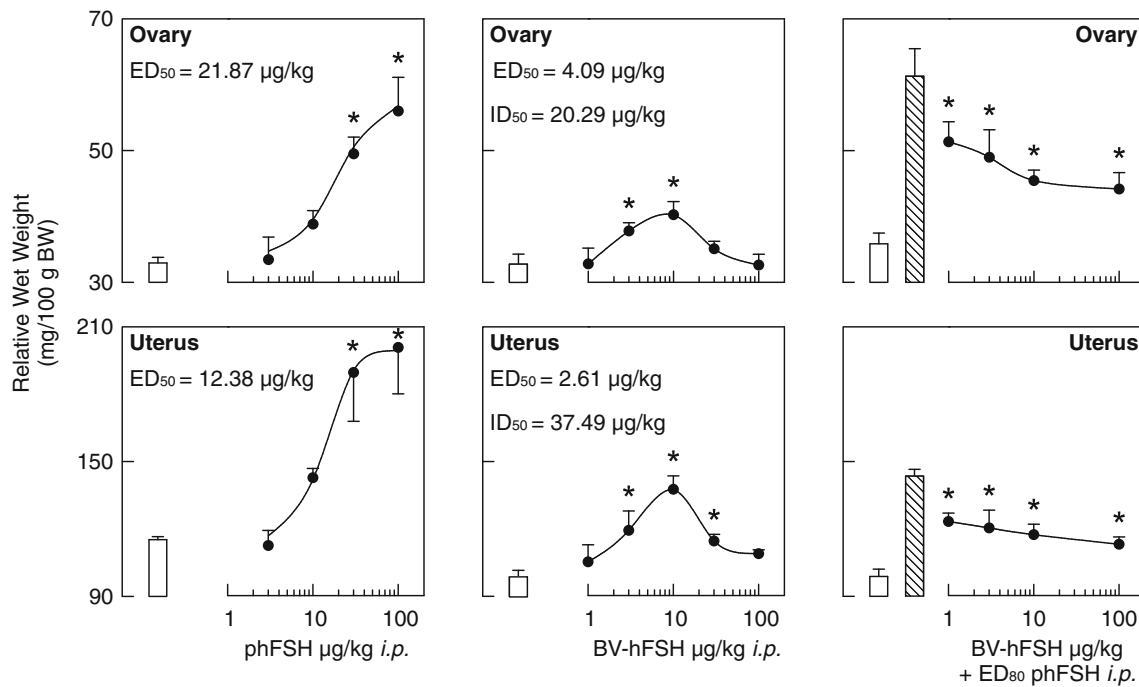 Relative Wet Weight
(mg/100 g BW)
70
50
30
Ovary
ED50 = 21.87 µg/kg
Ovary
ED50 = 4.09 µg/kg
ID50 = 20.29 µg/kg
Ovary
210
150
90
Uterus
ED50 = 12.38 µg/kg
Uterus
ED50 = 2.61 µg/kg
ID50 = 37.49 µg/kg
Uterus
* *
* *
* * * *
* *
* * *
* * * *
1 10 100
phFSH µg/kg i.p.
1 10 100
BV-hFSH µg/kg i.p.
1 10 100
BV-hFSH µg/kg
+ ED80 phFSH i.p.